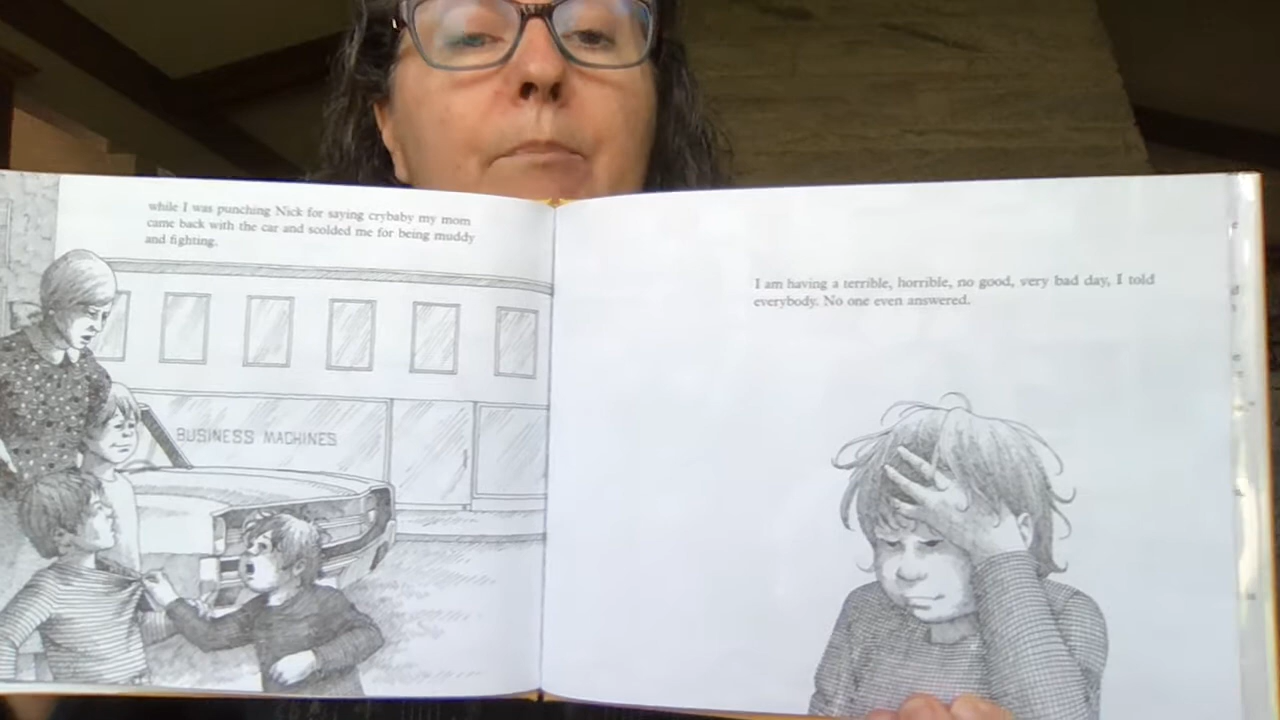 while I was punching Nick for saying crybaby my mom
came back with the car and scolded me for being muddy
and fighting.
BUSINESS MACHINES
I am having a terrible, horrible, no good, very bad day, I told
everybody. No one even answered.